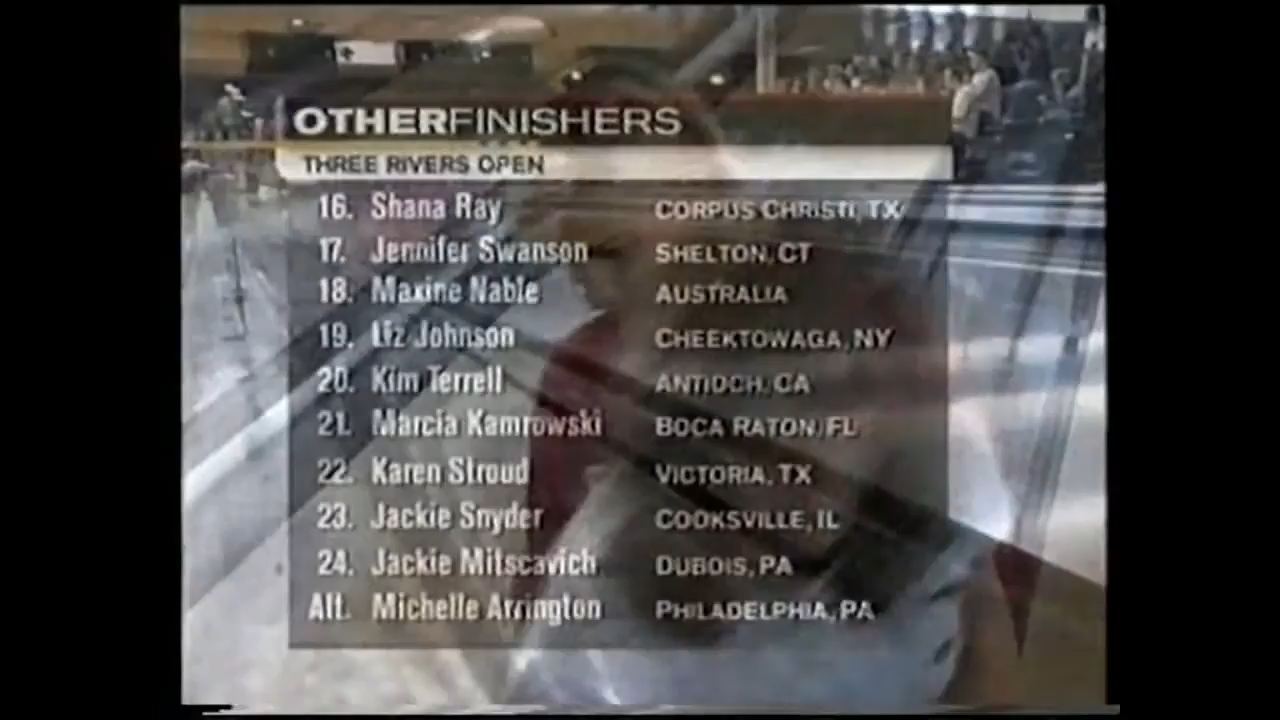 OTHERFINISHERS
THREE RIVERS OPEN
16. Shana Ray CORPUS CHRISTI, TX
17. Jennifer Swanson SHELTON, CT
18. Maxine Nable AUSTRALIA
19. Liz Johnson CHEEKTOWAGA, NY
20. Kim Terrell ANTIOCH, CA
21. Marcia Kamrowski BOCA RATON, FL
22. Karen Stroud VICTORIA, TX
23. Jackie Snyder COOKSVILLE, IL
24. Jackie Mitscavich DUBOIS, PA
Alt. Michelle Arrington PHILADELPHIA, PA